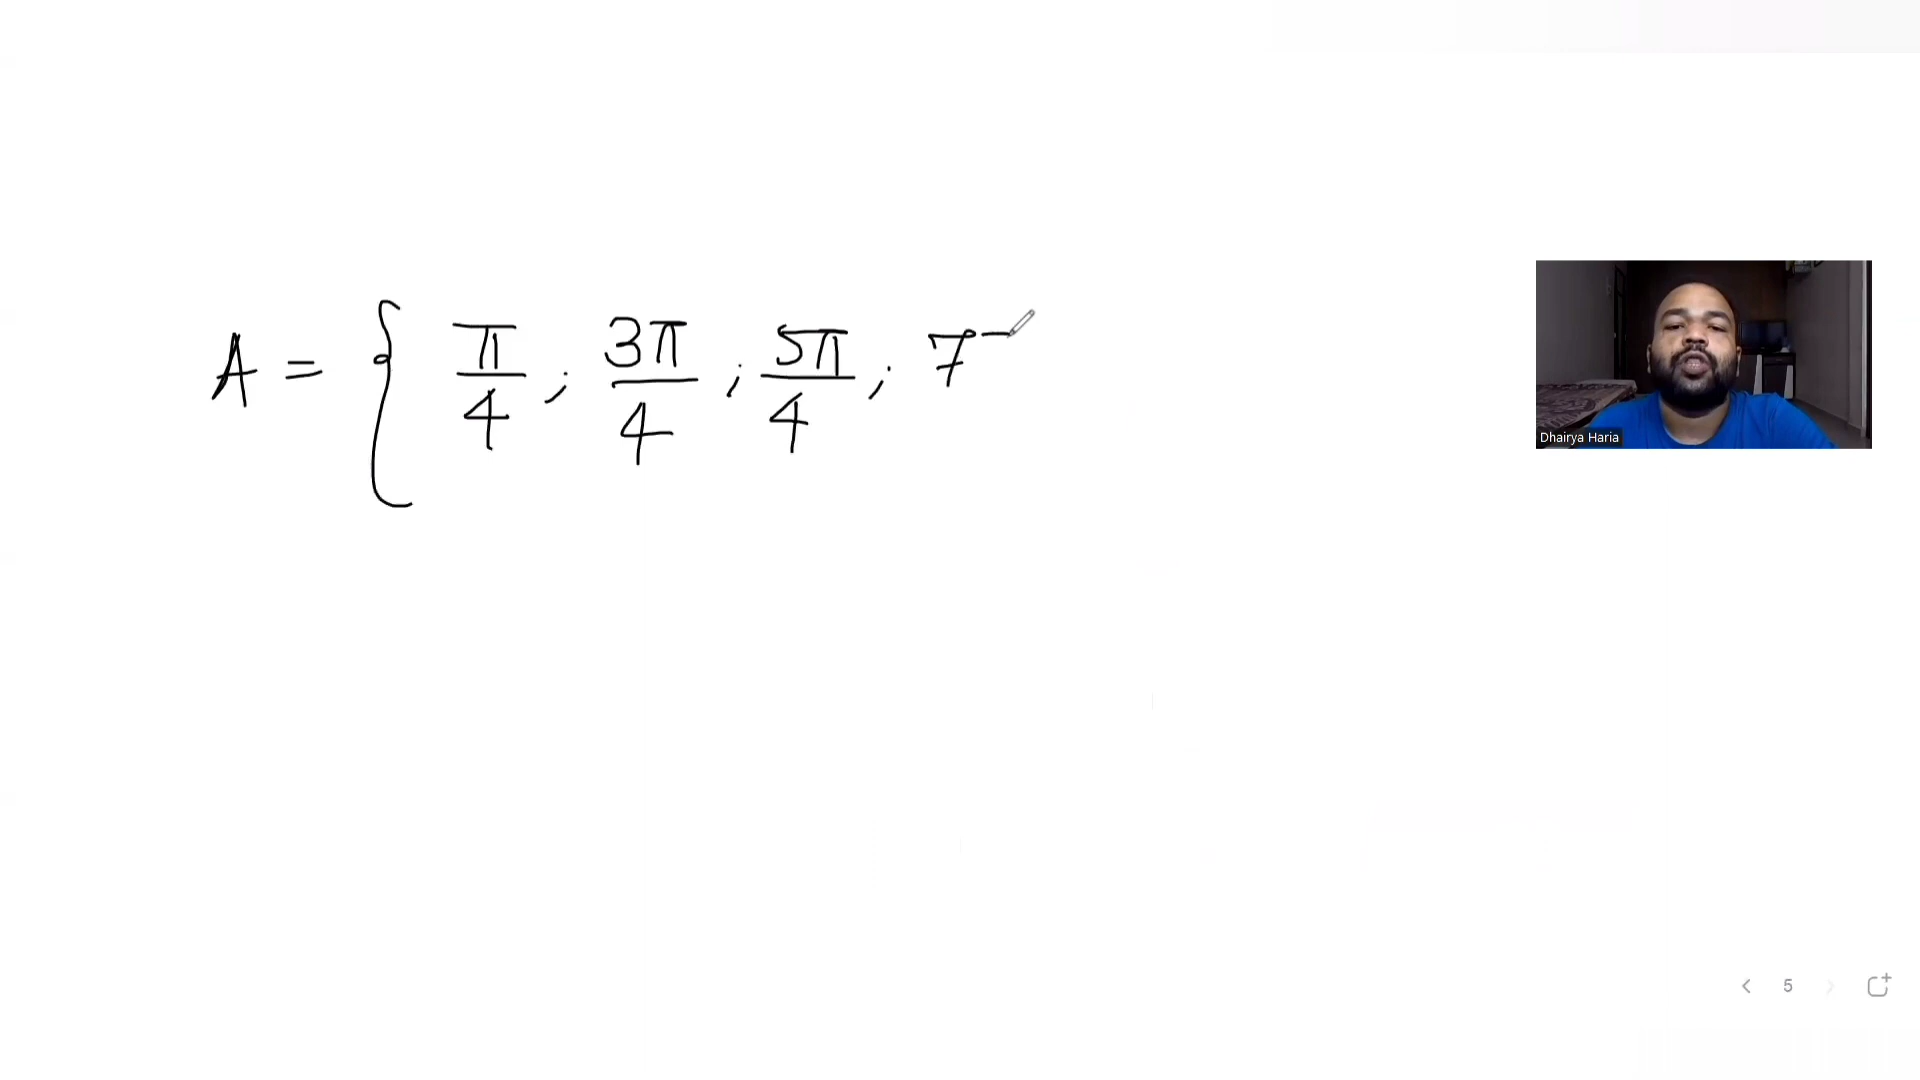 A = { π/4 ; 3π/4 ; 5π/4 ; 7
Dhairya Haria
5